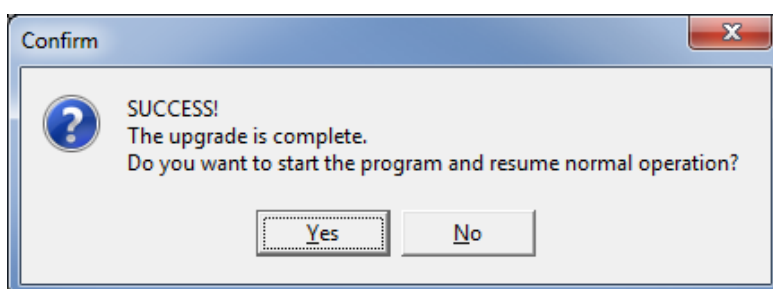 Confirm
SUCCESS!
The upgrade is complete.
Do you want to start the program and resume normal operation?
Yes
No